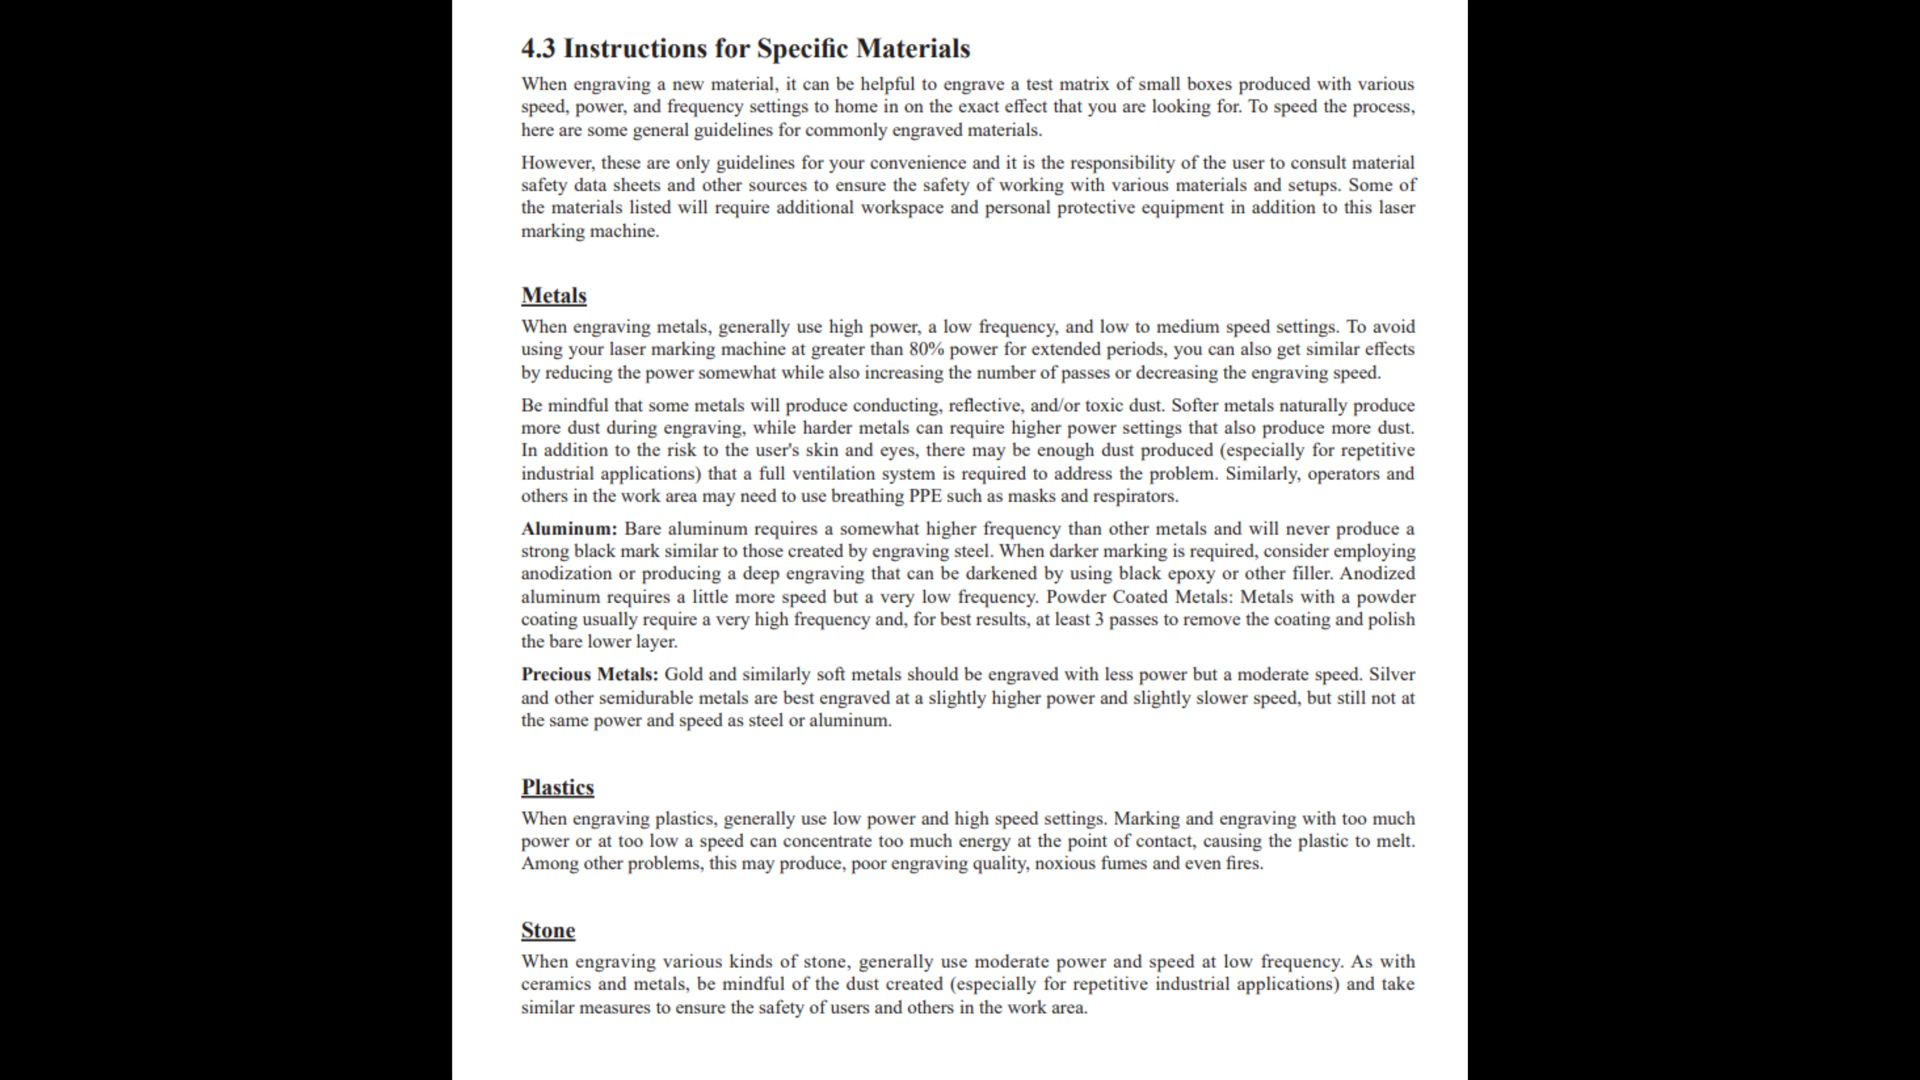 4.3 Instructions for Specific Materials
When engraving a new material, it can be helpful to engrave a test matrix of small boxes produced with various
speed, power, and frequency settings to home in on the exact effect that you are looking for. To speed the process,
here are some general guidelines for commonly engraved materials.
However, these are only guidelines for your convenience and it is the responsibility of the user to consult material
safety data sheets and other sources to ensure the safety of working with various materials and setups. Some of
the materials listed will require additional workspace and personal protective equipment in addition to this laser
marking machine.
Metals
When engraving metals, generally use high power, a low frequency, and low to medium speed settings. To avoid
using your laser marking machine at greater than 80% power for extended periods, you can also get similar effects
by reducing the power somewhat while also increasing the number of passes or decreasing the engraving speed.
Be mindful that some metals will produce conducting, reflective, and/or toxic dust. Softer metals naturally produce
more dust during engraving, while harder metals can require higher power settings that also produce more dust.
In addition to the risk to the user's skin and eyes, there may be enough dust produced (especially for repetitive
industrial applications) that a full ventilation system is required to address the problem. Similarly, operators and
others in the work area may need to use breathing PPE such as masks and respirators.
Aluminum: Bare aluminum requires a somewhat higher frequency than other metals and will never produce a
strong black mark similar to those created by engraving steel. When darker marking is required, consider employing
anodization or producing a deep engraving that can be darkened by using black epoxy or other filler. Anodized
aluminum requires a little more speed but a very low frequency. Powder Coated Metals: Metals with a powder
coating usually require a very high frequency and, for best results, at least 3 passes to remove the coating and polish
the bare lower layer.
Precious Metals: Gold and similarly soft metals should be engraved with less power but a moderate speed. Silver
and other semidurable metals are best engraved at a slightly higher power and slightly slower speed, but still not at
the same power and speed as steel or aluminum.
Plastics
When engraving plastics, generally use low power and high speed settings. Marking and engraving with too much
power or at too low a speed can concentrate too much energy at the point of contact, causing the plastic to melt.
Among other problems, this may produce, poor engraving quality, noxious fumes and even fires.
Stone
When engraving various kinds of stone, generally use moderate power and speed at low frequency. As with
ceramics and metals, be mindful of the dust created (especially for repetitive industrial applications) and take
similar measures to ensure the safety of users and others in the work area.